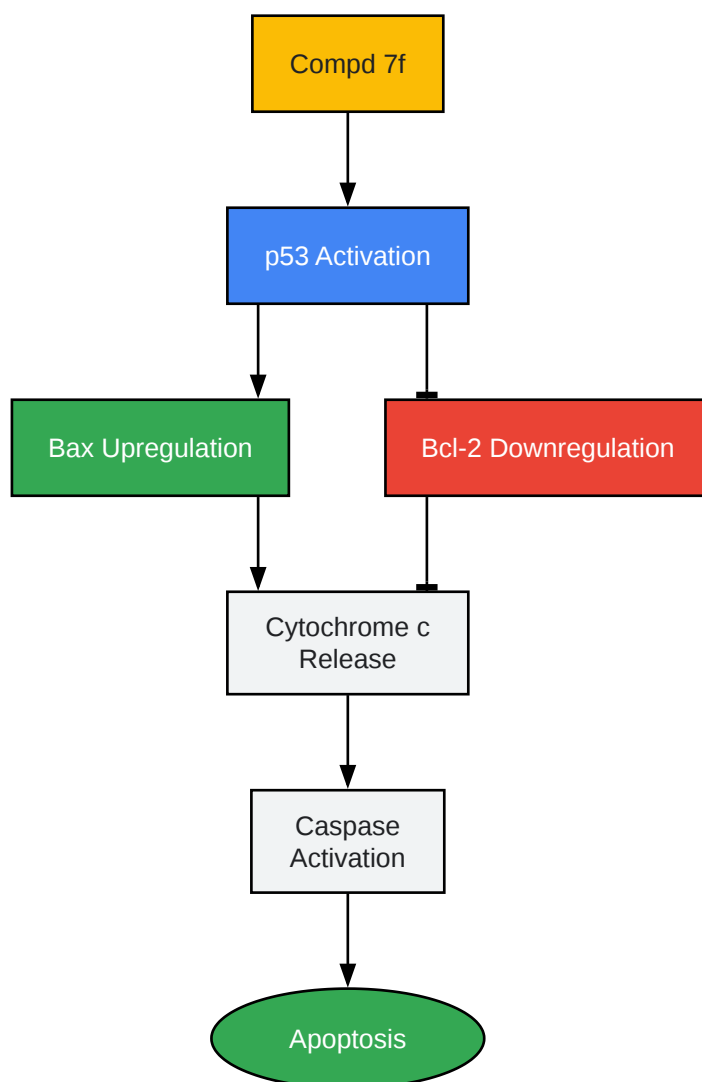 Compd 7f
p53 Activation
Bax Upregulation
Bcl-2 Downregulation
Cytochrome c
Release
Caspase
Activation
Apoptosis